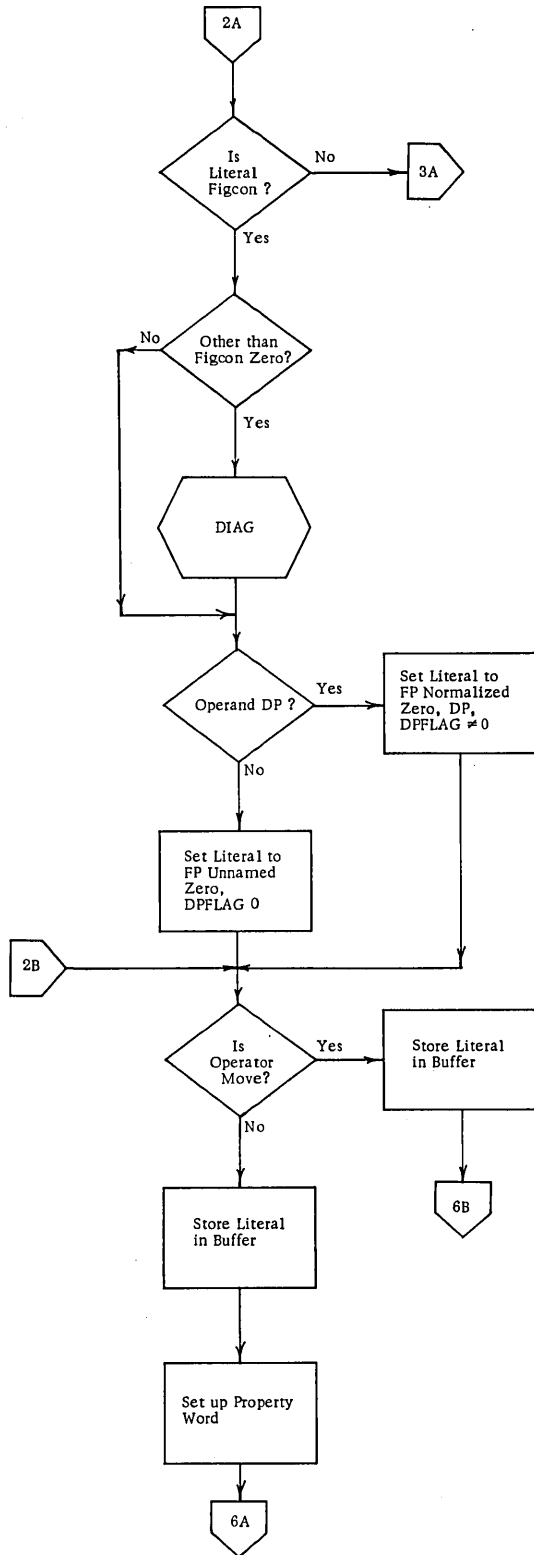 2A
Is
Literal
Figcon ?
No
3A
Yes
Other than
Figcon Zero?
No
Yes
DIAG
Operand DP ?
Yes
Set Literal to
FP Normalized
Zero, DP,
DPFLAG ≠ 0
No
Set Literal to
FP Unnamed
Zero,
DPFLAG 0
2B
Is
Operator
Move?
Yes
Store Literal
in Buffer
No
6B
Store Literal
in Buffer
Set up Property
Word
6A